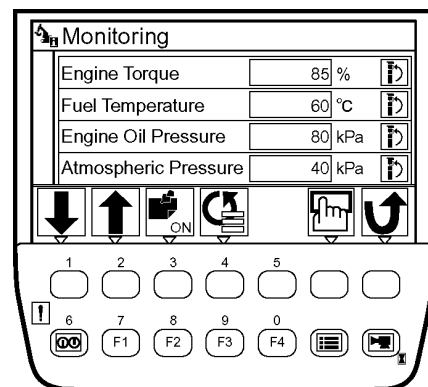 Monitoring
Engine Torque 85 %
Fuel Temperature 60 °C
Engine Oil Pressure 80 kPa
Atmospheric Pressure 40 kPa
ON
1 2 3 4 5
!
6 7 8 9 0
F1 F2 F3 F4